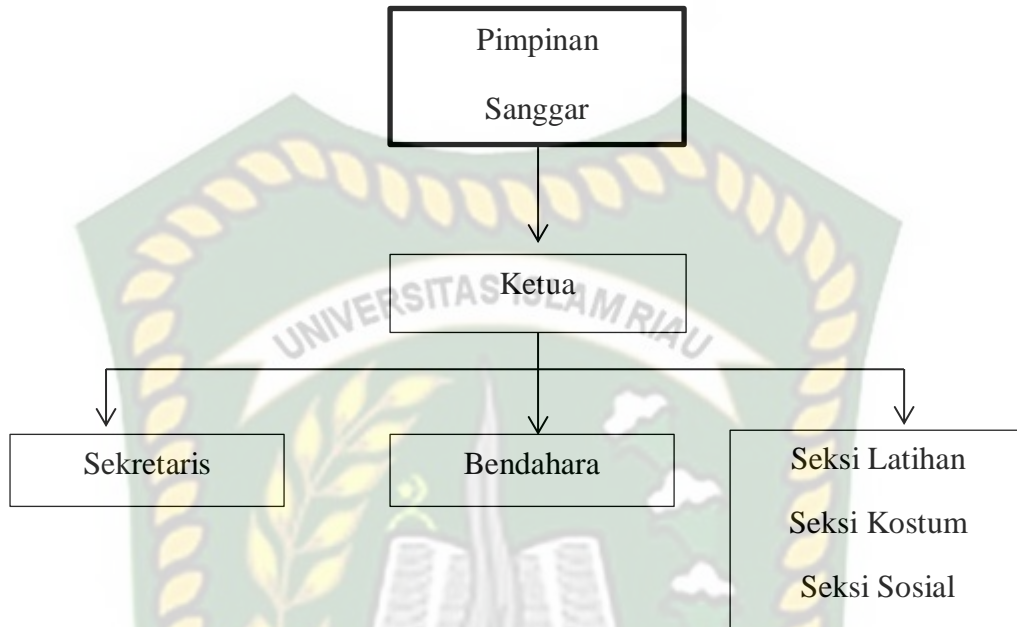 Pimpinan
Sanggar
Ketua
UNIVERSITAS ISLAM RIAU
Sekretaris
Bendahara
Seksi Latihan
Seksi Kostum
Seksi Sosial